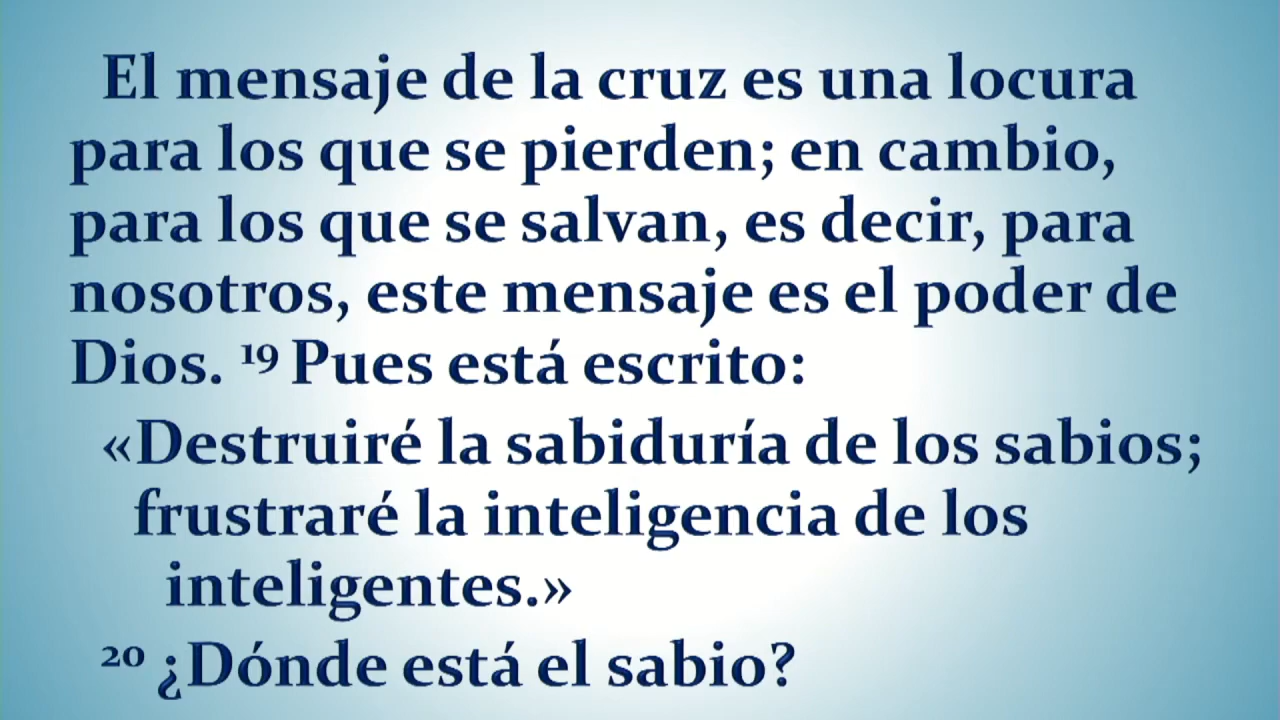 El mensaje de la cruz es una locura
para los que se pierden; en cambio,
para los que se salvan, es decir, para
nosotros, este mensaje es el poder de
Dios. ¹⁹ Pues está escrito:
«Destruiré la sabiduría de los sabios;
frustraré la inteligencia de los
inteligentes.»
²⁰ ¿Dónde está el sabio?